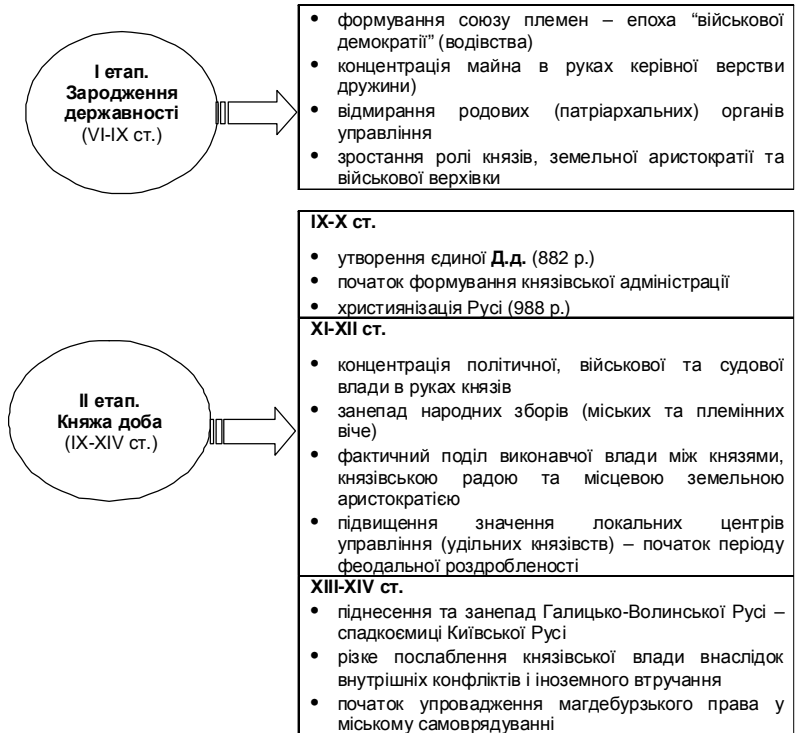 І етап.
Зародження
державності
(VI-IX ст.)
• формування союзу племен – епоха “військової
демократії” (водівства)
• концентрація майна в руках керівної верстви
дружини)
• відмирання родових (патріархальних) органів
управління
• зростання ролі князів, земельної аристократії та
військової верхівки
ІІ етап.
Княжа доба
(IX-XIV ст.)
IX-X ст.
• утворення єдиної Д.д. (882 р.)
• початок формування князівської адміністрації
• християнізація Русі (988 р.)
XI-XII ст.
• концентрація політичної, військової та судової
влади в руках князів
• занепад народних зборів (міських та племінних
віче)
• фактичний поділ виконавчої влади між князями,
князівською радою та місцевою земельною
аристократією
• підвищення значення локальних центрів
управління (удільних князівств) – початок періоду
феодальної роздробленості
XIII-XIV ст.
• піднесення та занепад Галицько-Волинської Русі –
спадкоємиці Київської Русі
• різке послаблення князівської влади внаслідок
внутрішніх конфліктів і іноземного втручання
• початок упровадження магдебурзького права у
міському самоврядуванні